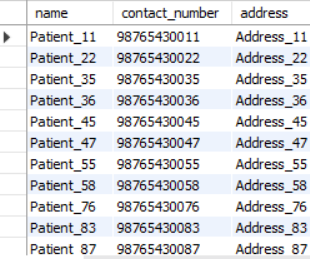 name contact_number address
Patient_11 98765430011 Address_11
Patient_22 98765430022 Address_22
Patient_35 98765430035 Address_35
Patient_36 98765430036 Address_36
Patient_45 98765430045 Address_45
Patient_47 98765430047 Address_47
Patient_55 98765430055 Address_55
Patient_58 98765430058 Address_58
Patient_76 98765430076 Address_76
Patient_83 98765430083 Address_83
Patient_87 98765430087 Address_87